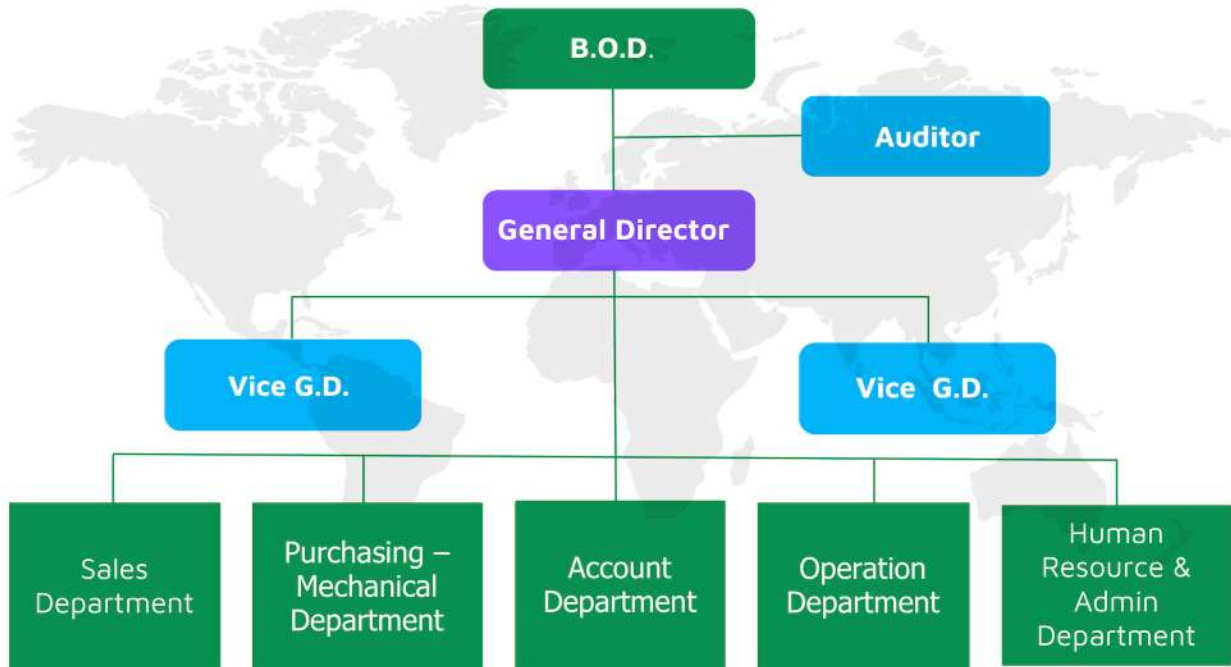 B.O.D.
Auditor
General Director
Vice G.D.
Vice  G.D.
Sales
Department
Purchasing –
Mechanical
Department
Account
Department
Operation
Department
Human
Resource &
Admin
Department